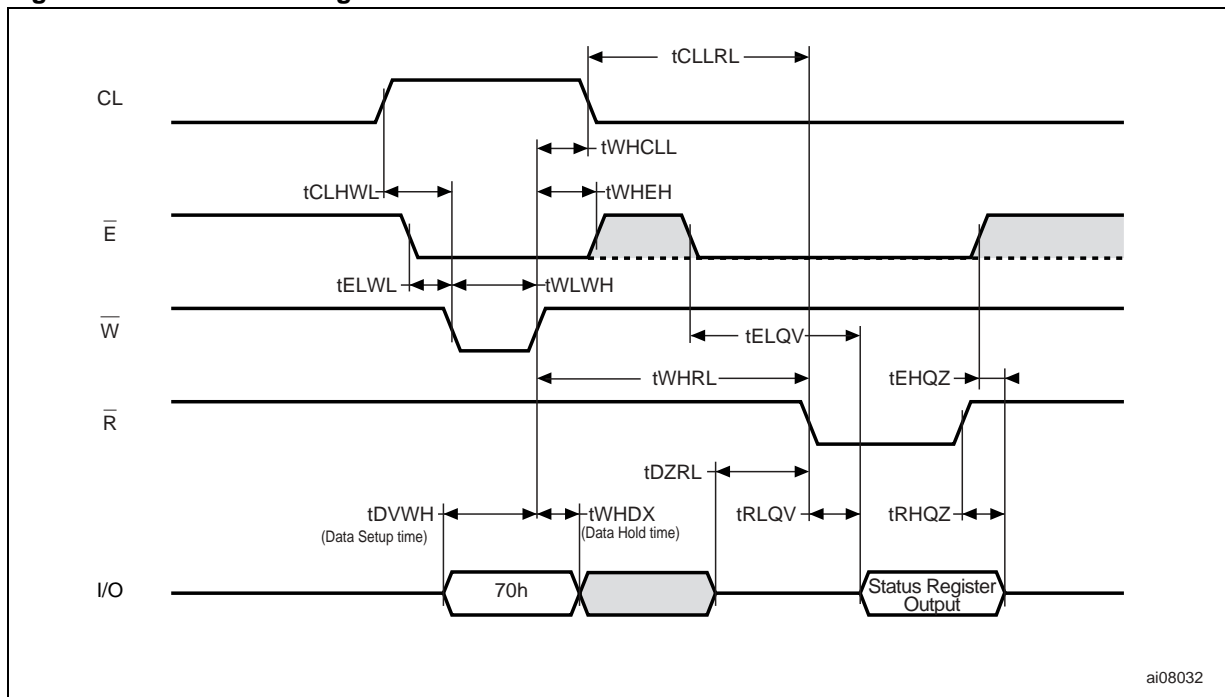 tCLLRL
CL
tWHCLL
tCLHWL
tWHEH
E
tELWL
tWLWH
W
tELQV
tWHRL
tEHQZ
R
tDZRL
tDVWH
(Data Setup time)
tWHDX
(Data Hold time)
tRLQV
tRHQZ
I/O
70h
Status Register
Output
ai08032